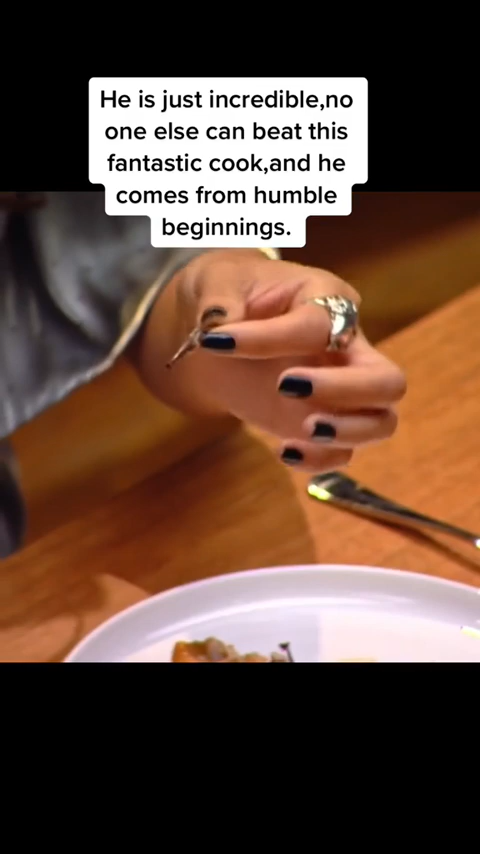 He is just incredible,no
one else can beat this
fantastic cook,and he
comes from humble
beginnings.